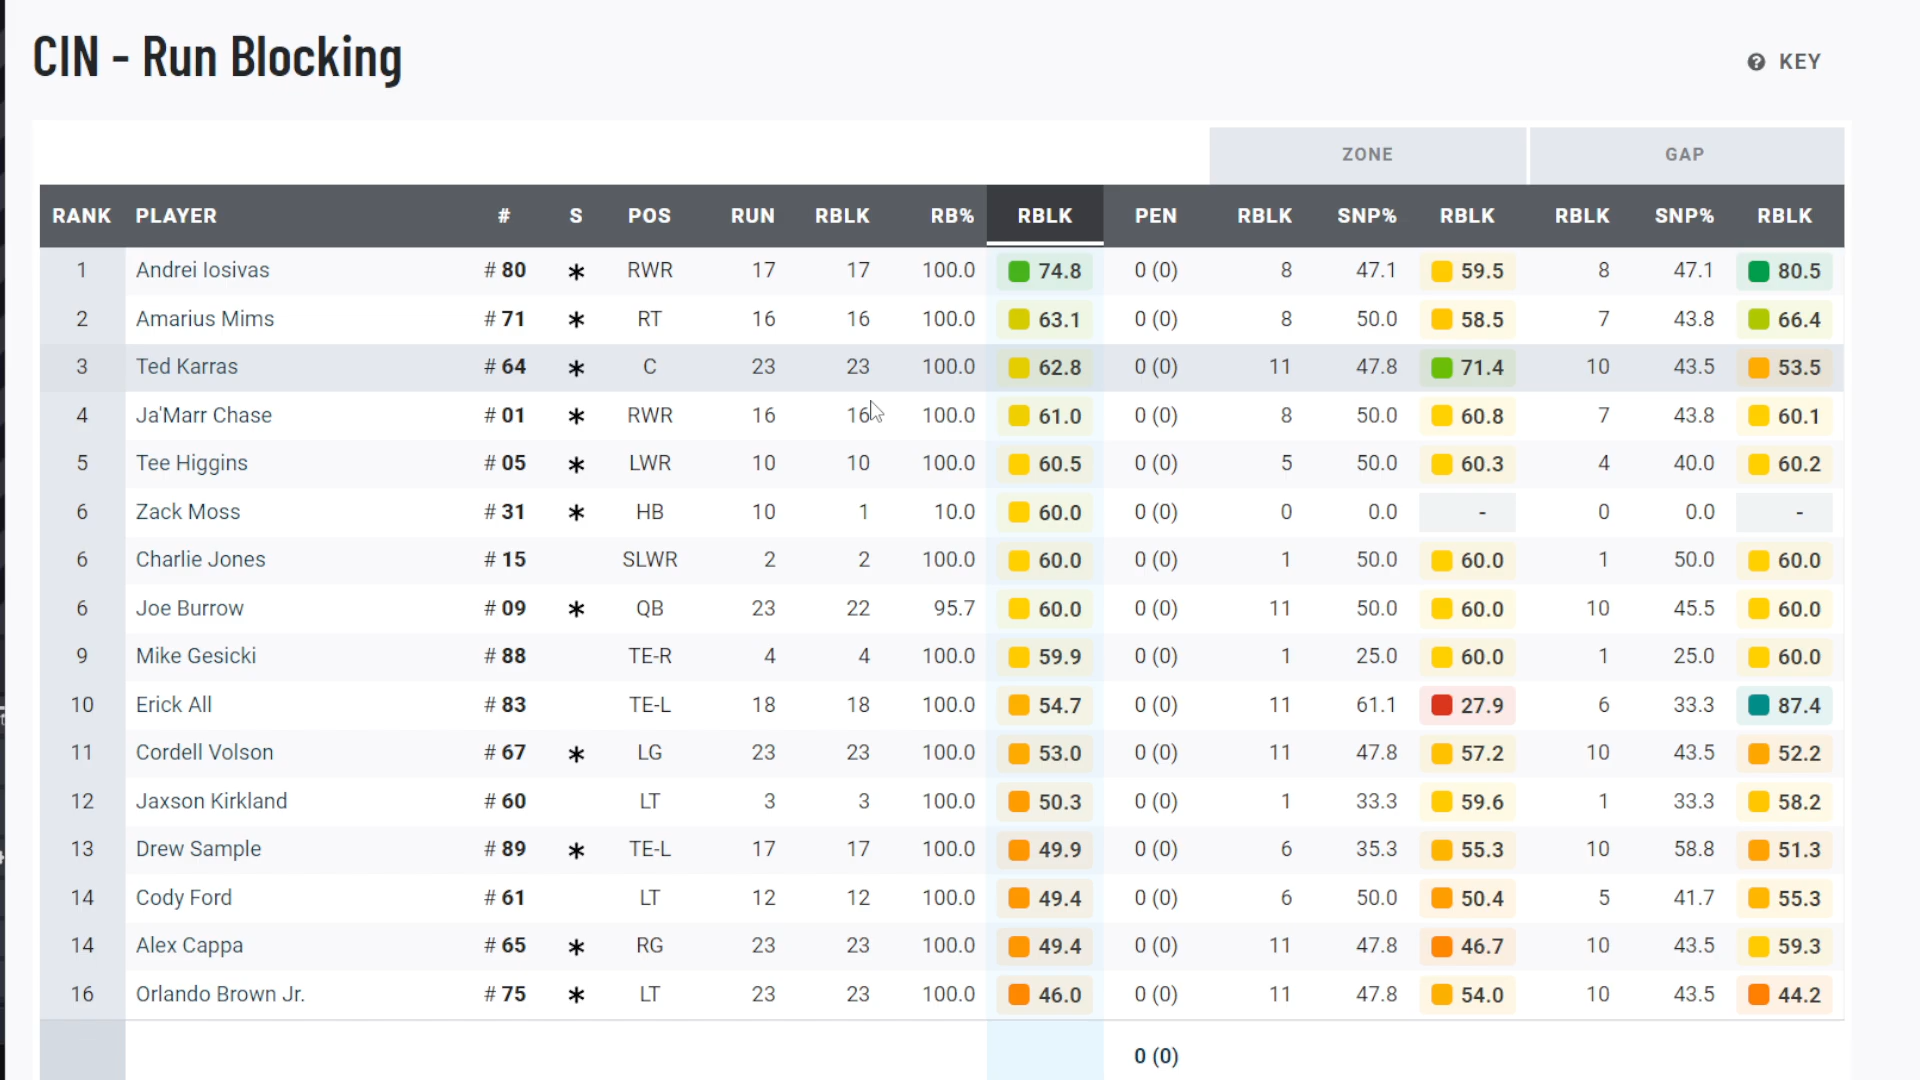 CIN - Run Blocking
? KEY
ZONE GAP
RANK PLAYER # S POS RUN RBLK RB% RBLK PEN RBLK SNP% RBLK RBLK SNP% RBLK
1 Andrei Iosivas # 80 * RWR 17 17 100.0 74.8 0 (0) 8 47.1 59.5 8 47.1 80.5
2 Amarius Mims # 71 * RT 16 16 100.0 63.1 0 (0) 8 50.0 58.5 7 43.8 66.4
3 Ted Karras # 64 * C 23 23 100.0 62.8 0 (0) 11 47.8 71.4 10 43.5 53.5
4 Ja'Marr Chase # 01 * RWR 16 16 100.0 61.0 0 (0) 8 50.0 60.8 7 43.8 60.1
5 Tee Higgins # 05 * LWR 10 10 100.0 60.5 0 (0) 5 50.0 60.3 4 40.0 60.2
6 Zack Moss # 31 * HB 10 1 10.0 60.0 0 (0) 0 0.0 - 0 0.0 -
6 Charlie Jones # 15 SLWR 2 2 100.0 60.0 0 (0) 1 50.0 60.0 1 50.0 60.0
6 Joe Burrow # 09 * QB 23 22 95.7 60.0 0 (0) 11 50.0 60.0 10 45.5 60.0
9 Mike Gesicki # 88 TE-R 4 4 100.0 59.9 0 (0) 1 25.0 60.0 1 25.0 60.0
10 Erick All # 83 TE-L 18 18 100.0 54.7 0 (0) 11 61.1 27.9 6 33.3 87.4
11 Cordell Volson # 67 * LG 23 23 100.0 53.0 0 (0) 11 47.8 57.2 10 43.5 52.2
12 Jaxson Kirkland # 60 LT 3 3 100.0 50.3 0 (0) 1 33.3 59.6 1 33.3 58.2
13 Drew Sample # 89 * TE-L 17 17 100.0 49.9 0 (0) 6 35.3 55.3 10 58.8 51.3
14 Cody Ford # 61 LT 12 12 100.0 49.4 0 (0) 6 50.0 50.4 5 41.7 55.3
14 Alex Cappa # 65 * RG 23 23 100.0 49.4 0 (0) 11 47.8 46.7 10 43.5 59.3
16 Orlando Brown Jr. # 75 * LT 23 23 100.0 46.0 0 (0) 11 47.8 54.0 10 43.5 44.2
0 (0)